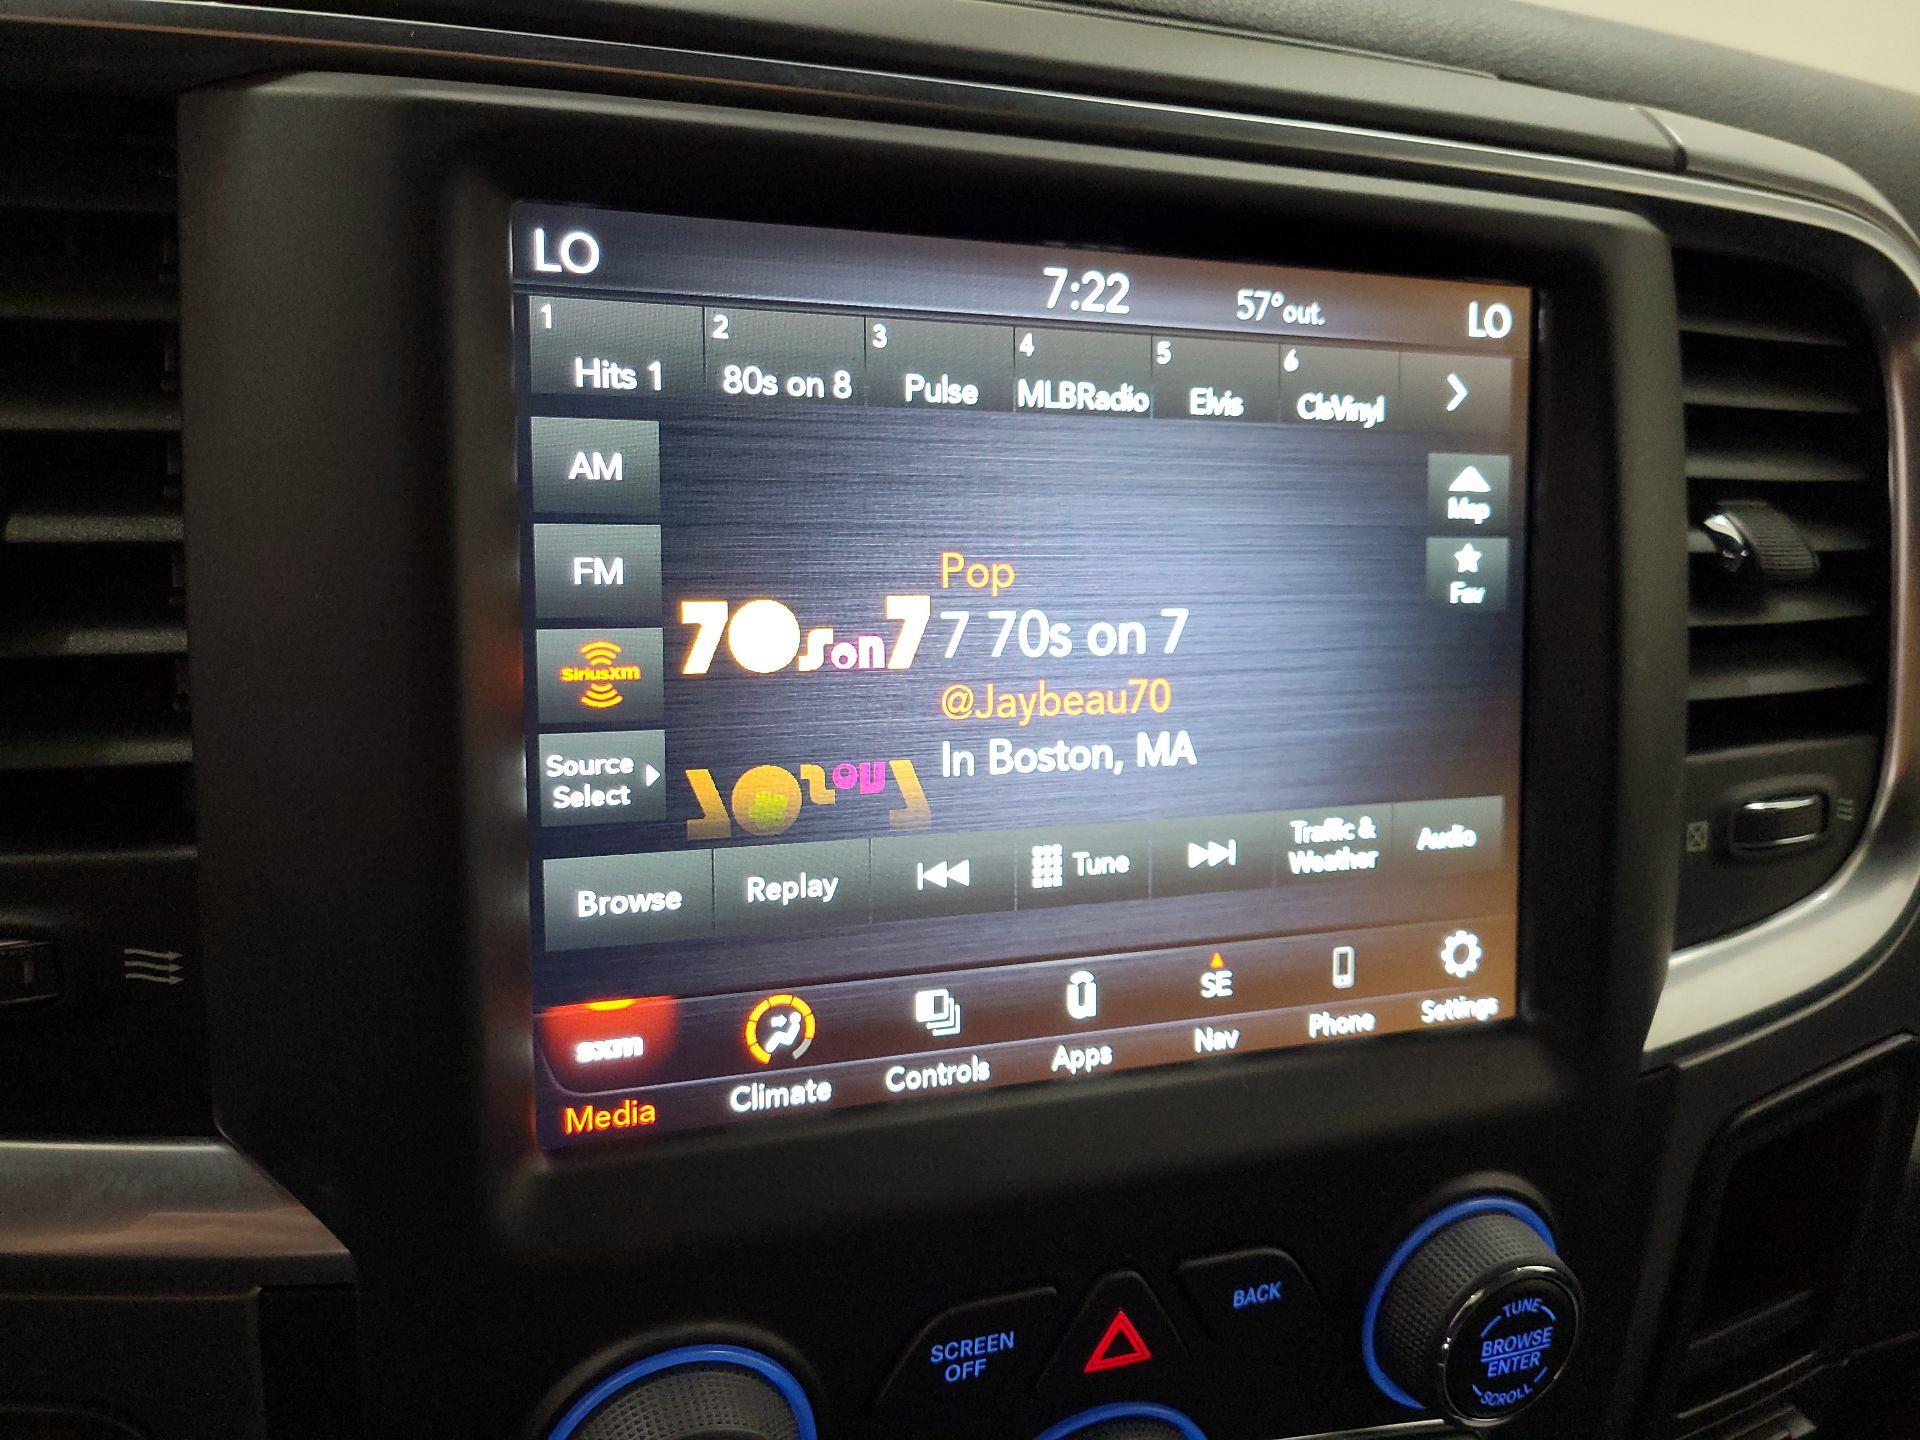 LO
7:22
57° out.
LO
1
Hits 1
2
80s on 8
3
Pulse
4
MLBRadio
5
Elvis
6
ClsVinyl
AM
FM
SiriusXm
Source
Select
Map
Fav
70s on 7
Pop
7 70s on 7
@Jaybeau70
In Boston, MA
Browse
Replay
Tune
Traffic &
Weather
Audio
sxm
Media
Climate
Controls
Apps
SE
Nav
Phone
Settings
SCREEN
OFF
BACK
TUNE
BROWSE
ENTER
SCROLL